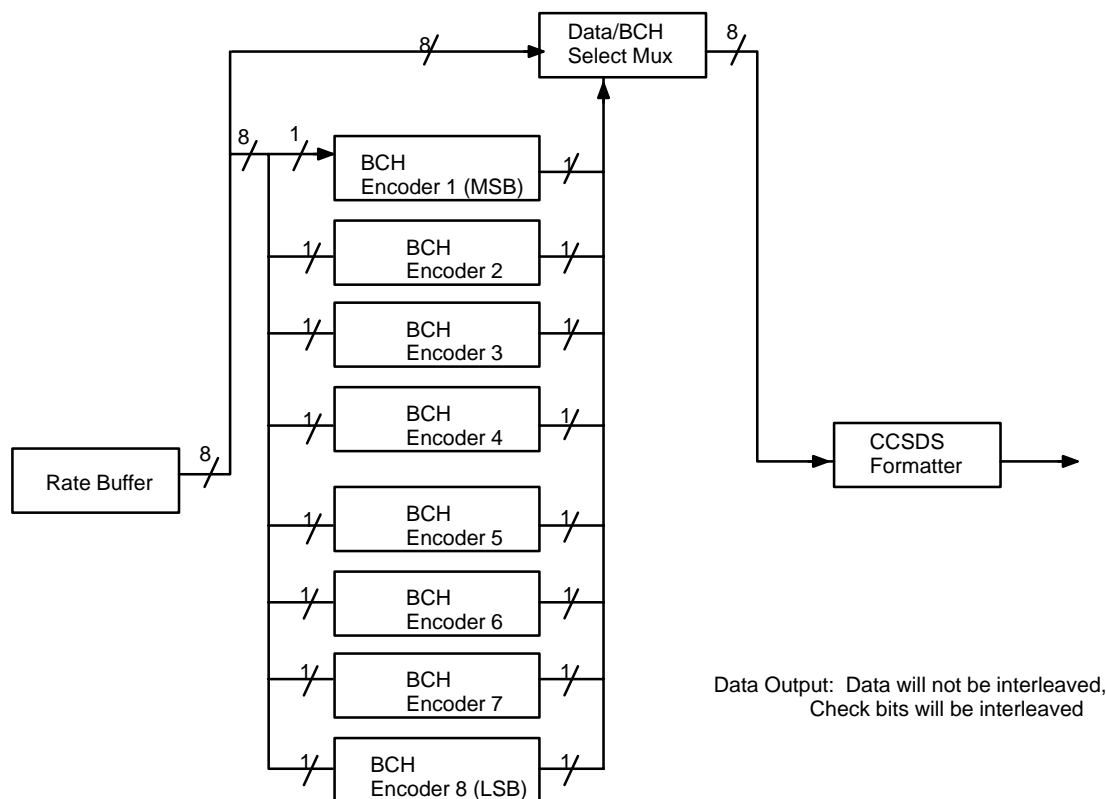 8
Data/BCH
Select Mux
8
8
1
BCH
Encoder 1 (MSB)
1
1
BCH
Encoder 2
1
1
BCH
Encoder 3
1
1
BCH
Encoder 4
1
8
Rate Buffer
CCSDS
Formatter
1
BCH
Encoder 5
1
1
BCH
Encoder 6
1
1
BCH
Encoder 7
1
Data Output: Data will not be interleaved,
Check bits will be interleaved
1
BCH
Encoder 8 (LSB)
1